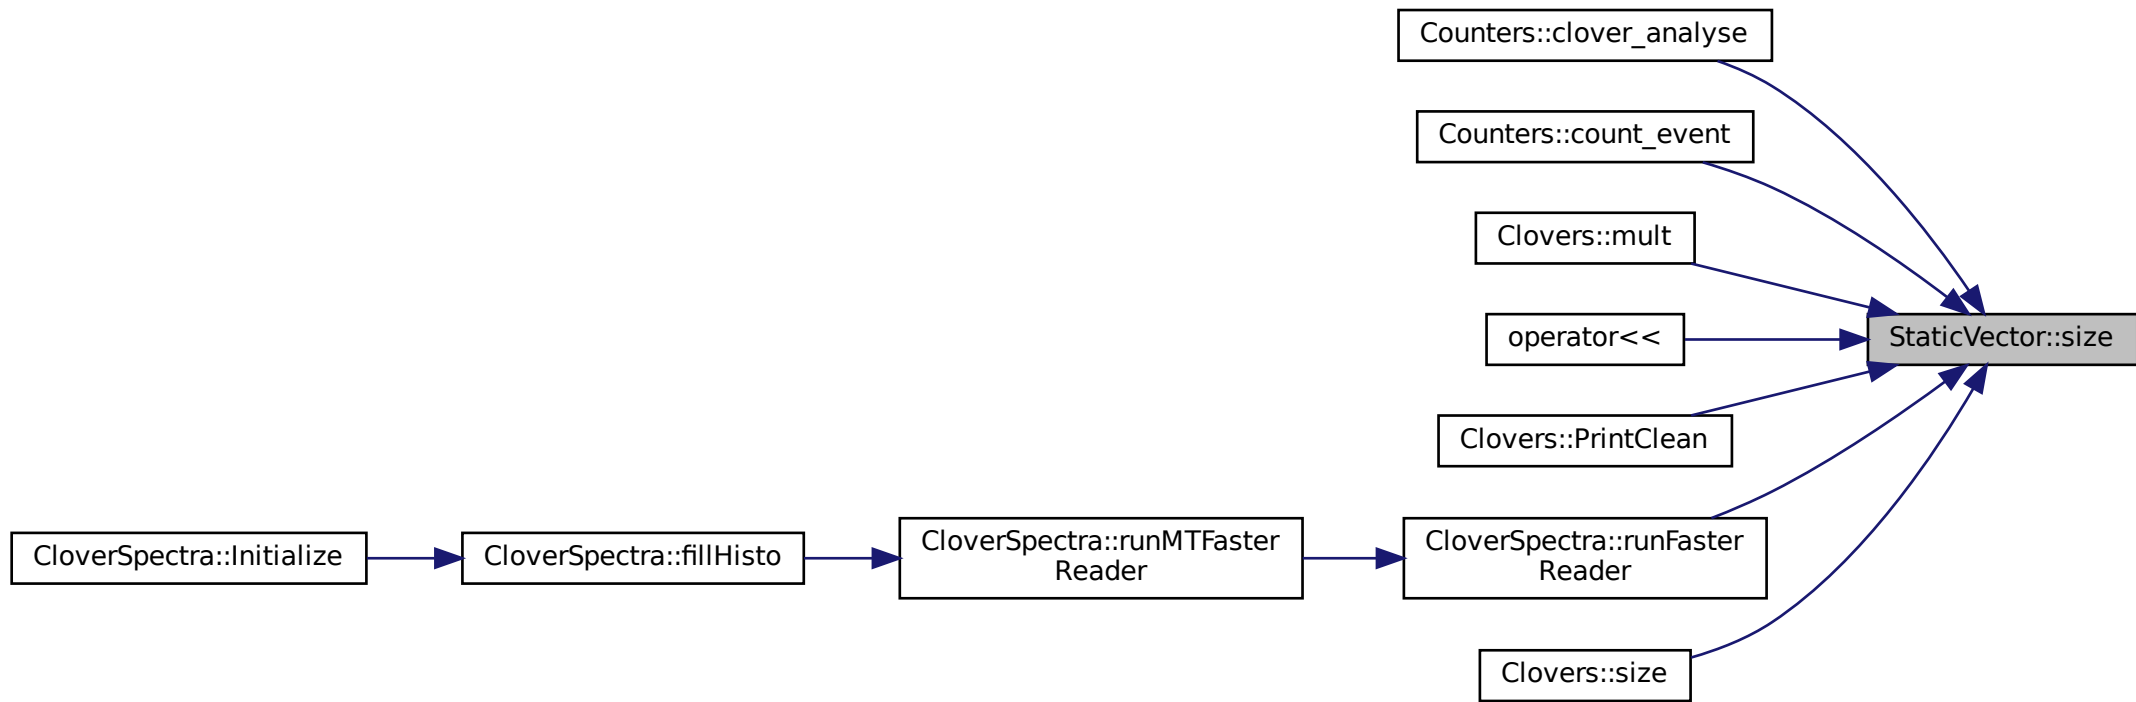 Counters::clover_analyse
Counters::count_event
Clovers::mult
operator<<
StaticVector::size
Clovers::PrintClean
CloverSpectra::Initialize
CloverSpectra::fillHisto
CloverSpectra::runMTFaster
Reader
CloverSpectra::runFaster
Reader
Clovers::size